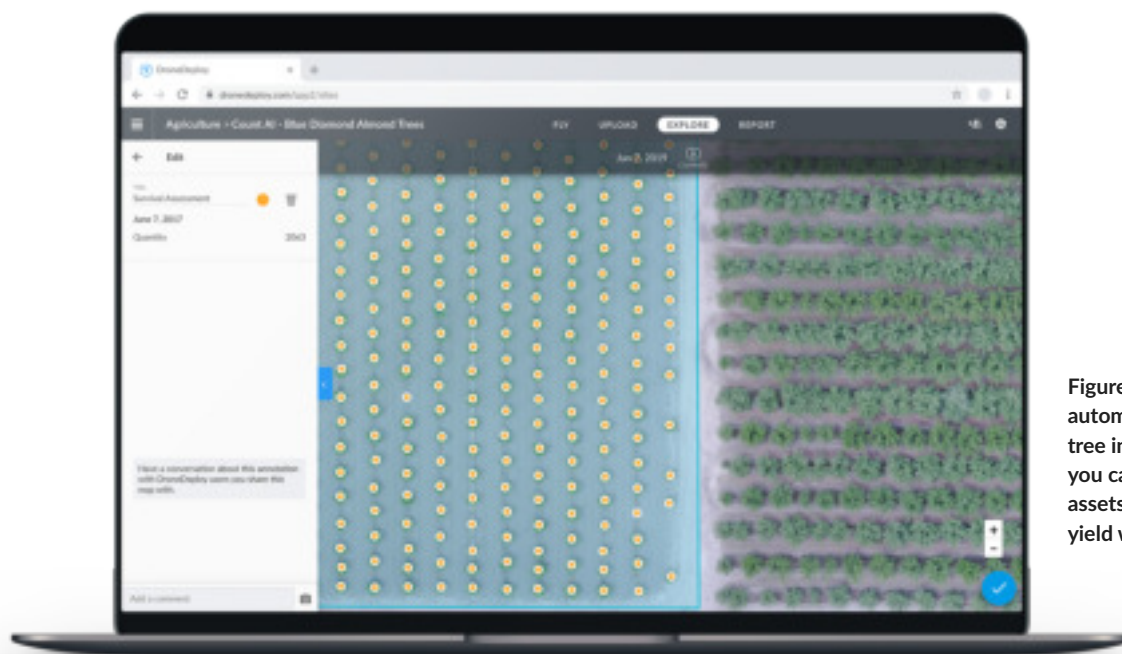 DroneDeploy
dronedeploy.com/app2/sites
Agriculture > Count AI - Blue Diamond Almond Trees
FLY
UPLOAD
EXPLORE
REPORT
Edit
Jun 7, 2019
Title
Survival Assessment
June 7, 2017
Quantity
2063
Have a conversation about this annotation
with DroneDeploy users you share this
map with.
Add a comment
Figure
autom
tree in
you ca
assets
yield w